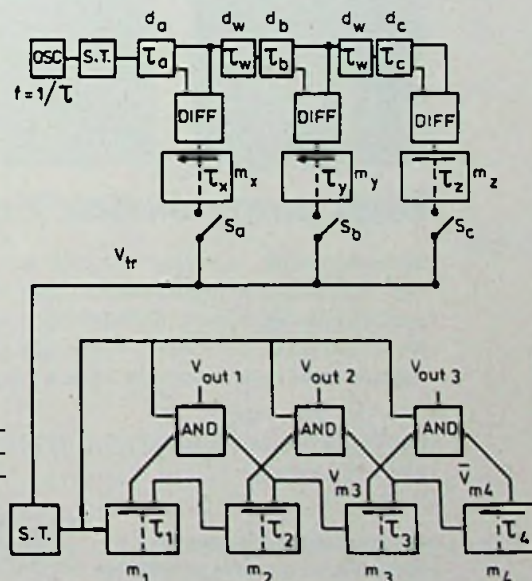 d_a d_w d_b d_w d_c
OSC S.T. τ_a τ_w τ_b τ_w τ_c
f = 1/τ
DIFF DIFF DIFF
τ_x m_x τ_y m_y τ_z m_z
S_a S_b S_c
V_tr
V_out 1 V_out 2 V_out 3
AND AND AND
V_m3 V̅_m4
S.T. τ_1 τ_2 τ_3 τ_4
m_1 m_2 m_3 m_4